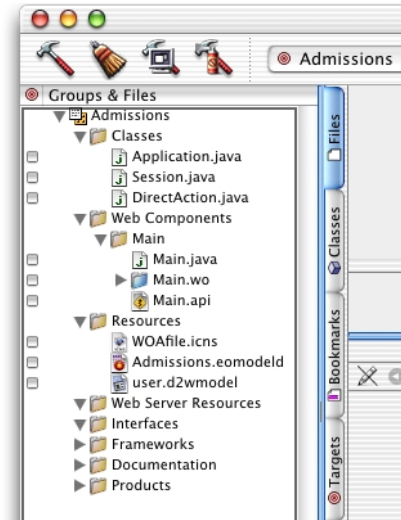 Admissions
Groups & Files
Admissions
Classes
Application.java
Session.java
DirectAction.java
Web Components
Main
Main.java
Main.wo
Main.api
Resources
WOAfile.icns
Admissions.eomodeld
user.d2wmodel
Web Server Resources
Interfaces
Frameworks
Documentation
Products
Files
Classes
Bookmarks
Targets